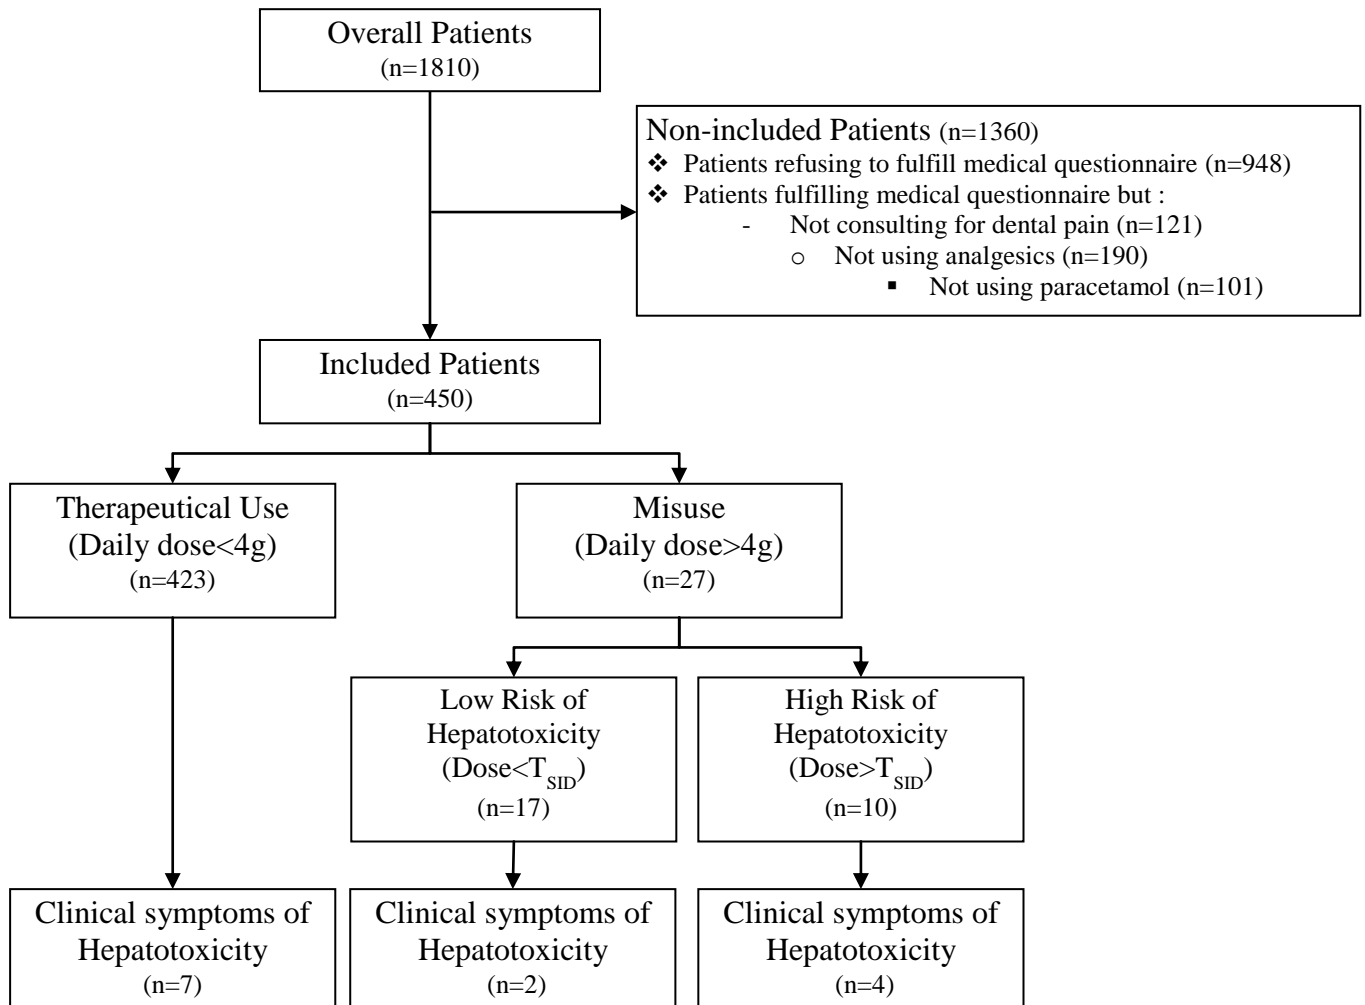 Overall Patients
(n=1810)
Non-included Patients (n=1360)
❖ Patients refusing to fulfill medical questionnaire (n=948)
❖ Patients fulfilling medical questionnaire but :
- Not consulting for dental pain (n=121)
o Not using analgesics (n=190)
▪ Not using paracetamol (n=101)
Included Patients
(n=450)
Therapeutical Use
(Daily dose<4g)
(n=423)
Misuse
(Daily dose>4g)
(n=27)
Low Risk of
Hepatotoxicity
(Dose<T_SID)
(n=17)
High Risk of
Hepatotoxicity
(Dose>T_SID)
(n=10)
Clinical symptoms of
Hepatotoxicity
(n=7)
Clinical symptoms of
Hepatotoxicity
(n=2)
Clinical symptoms of
Hepatotoxicity
(n=4)